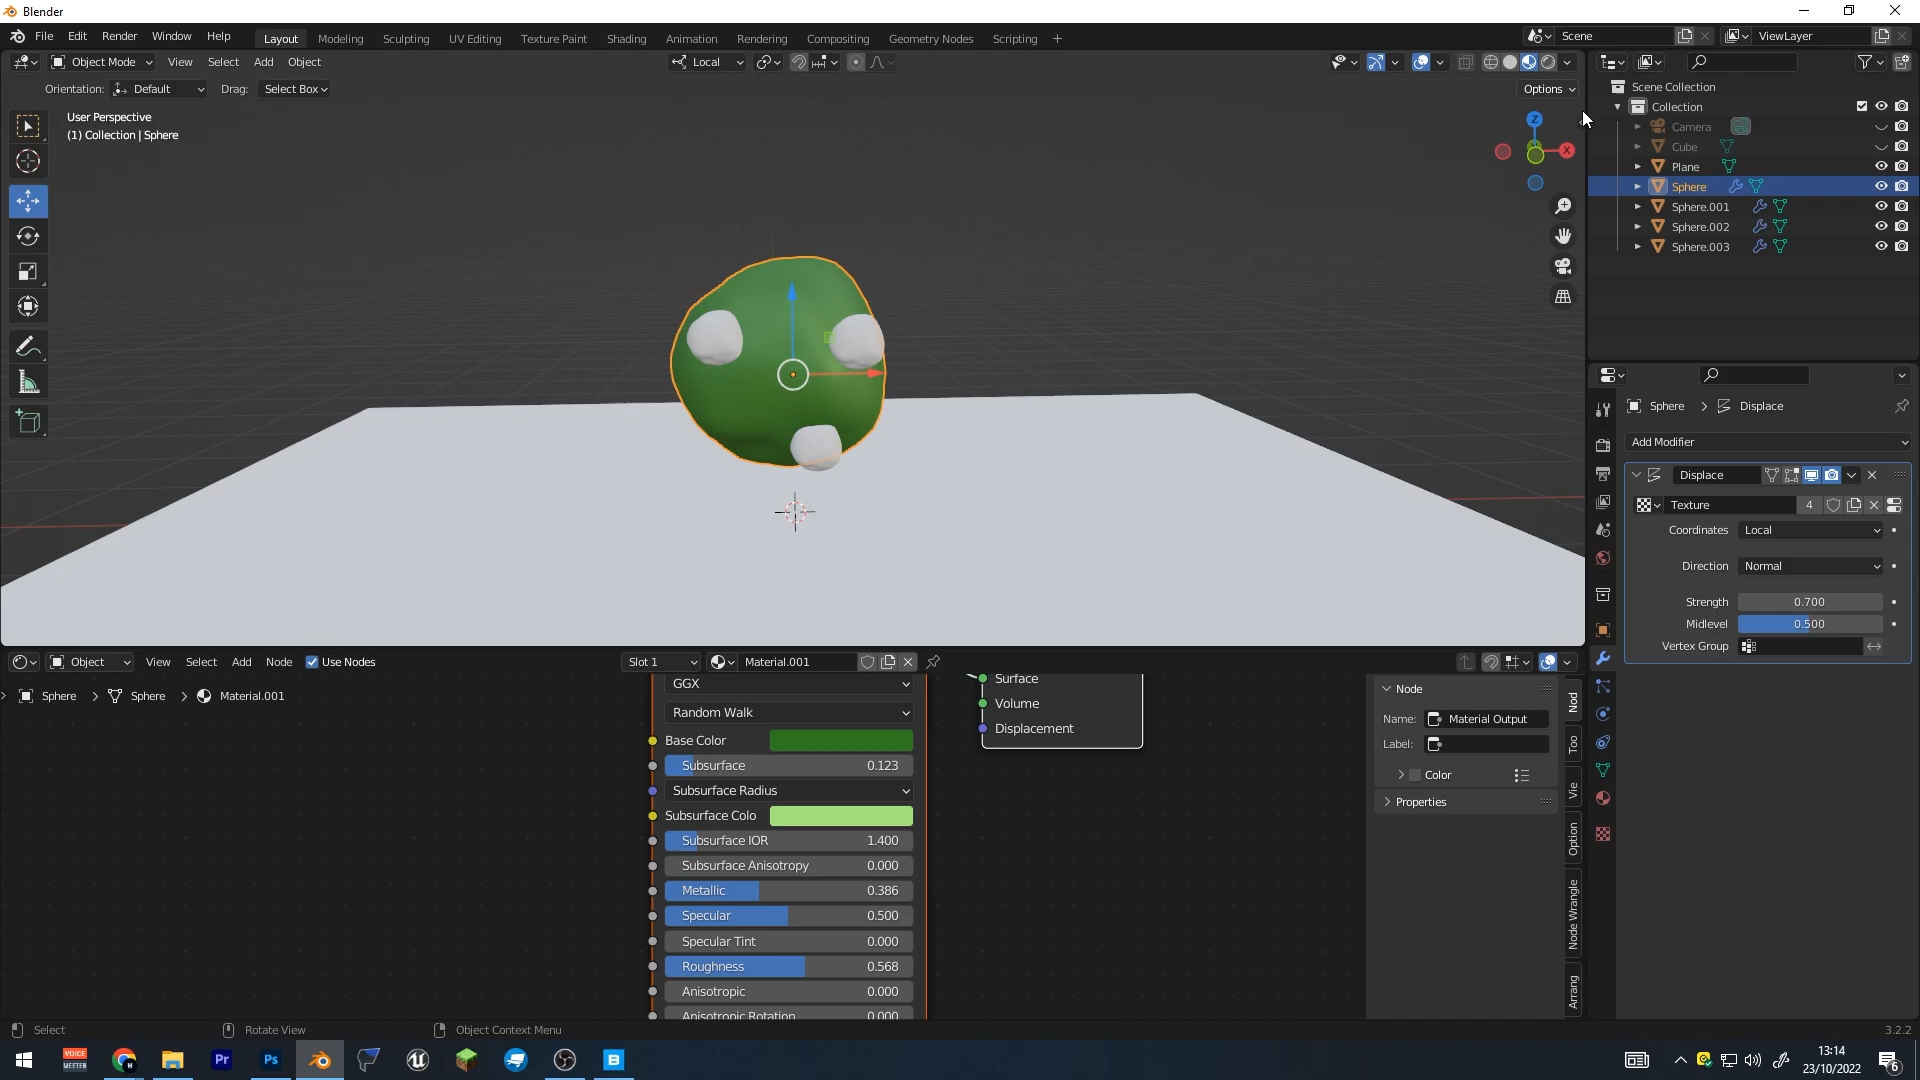 Blender
File Edit Render Window Help Layout Modeling Sculpting UV Editing Texture Paint Shading Animation Rendering Compositing Geometry Nodes Scripting + Scene ViewLayer
Object Mode View Select Add Object Local
Orientation: Default Drag: Select Box Options
User Perspective
(1) Collection | Sphere
Z
X
Scene Collection
Collection
Camera
Cube
Plane
Sphere
Sphere.001
Sphere.002
Sphere.003
Sphere > Displace
Add Modifier
Displace
Texture 4
Coordinates Local
Direction Normal
Strength 0.700
Midlevel 0.500
Vertex Group
Object View Select Add Node Use Nodes Slot 1 Material.001
Sphere > Sphere > Material.001
GGX
Random Walk
Base Color
Subsurface 0.123
Subsurface Radius
Subsurface Colo
Subsurface IOR 1.400
Subsurface Anisotropy 0.000
Metallic 0.386
Specular 0.500
Specular Tint 0.000
Roughness 0.568
Anisotropic 0.000
Anisotropic Rotation 0.000
Surface
Volume
Displacement
Node
Name: Material Output
Label:
Color
Properties
Nod
Too
Vie
Option
Node Wrangle
Arrang
Select Rotate View Object Context Menu 3.2.2
VOICE
MEETER
Pr
Ps
B
13:14
23/10/2022
6